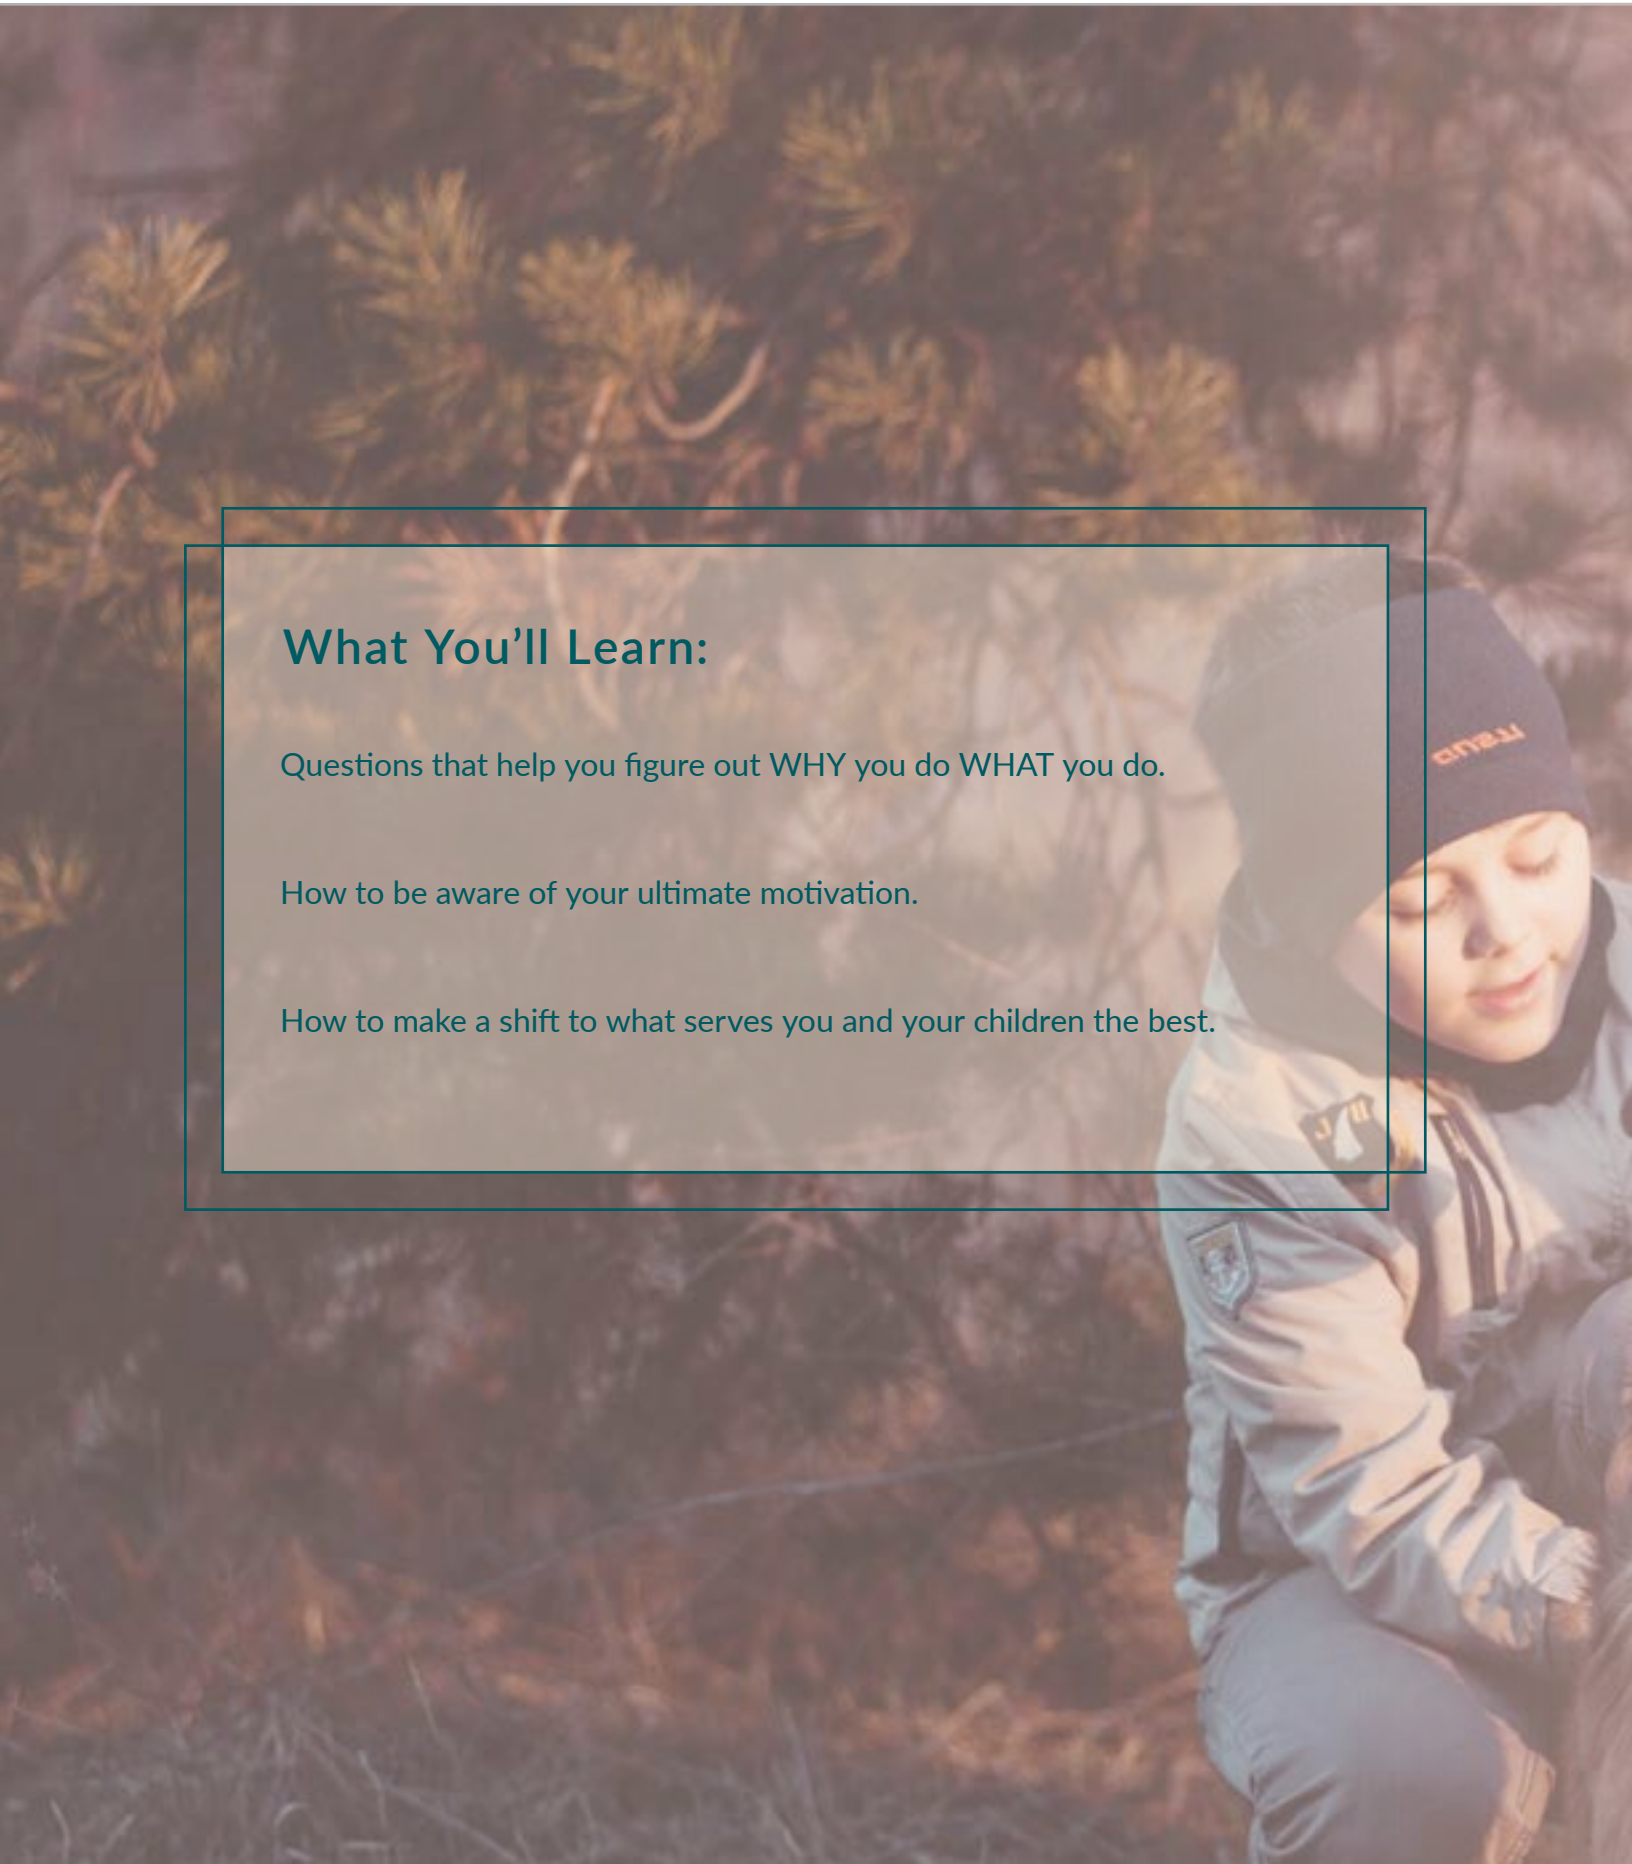 What You’ll Learn:
Questions that help you figure out WHY you do WHAT you do.
How to be aware of your ultimate motivation.
How to make a shift to what serves you and your children the best.
J H